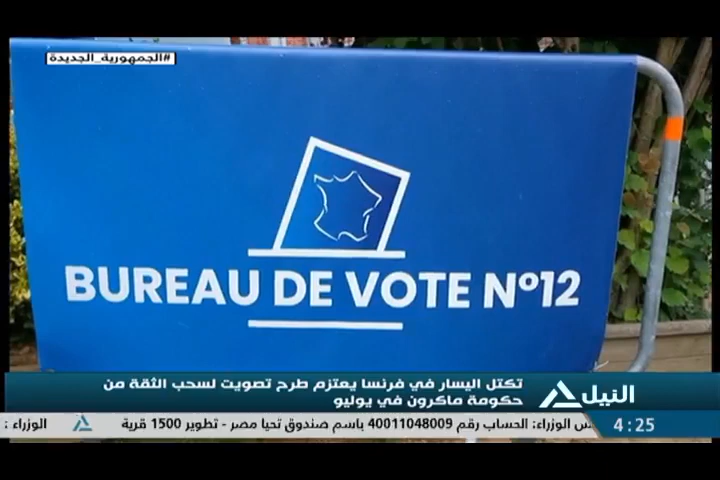 #الجمهورية_الجديدة
BUREAU DE VOTE Nº12
تكتل اليسار في فرنسا يعتزم طرح تصويت لسحب الثقة من
حكومة ماكرون في يوليو
النيل
س الوزراء: الحساب رقم 40011048009 باسم صندوق تحيا مصر - تطوير 1500 قرية
الوزراء :
4:25